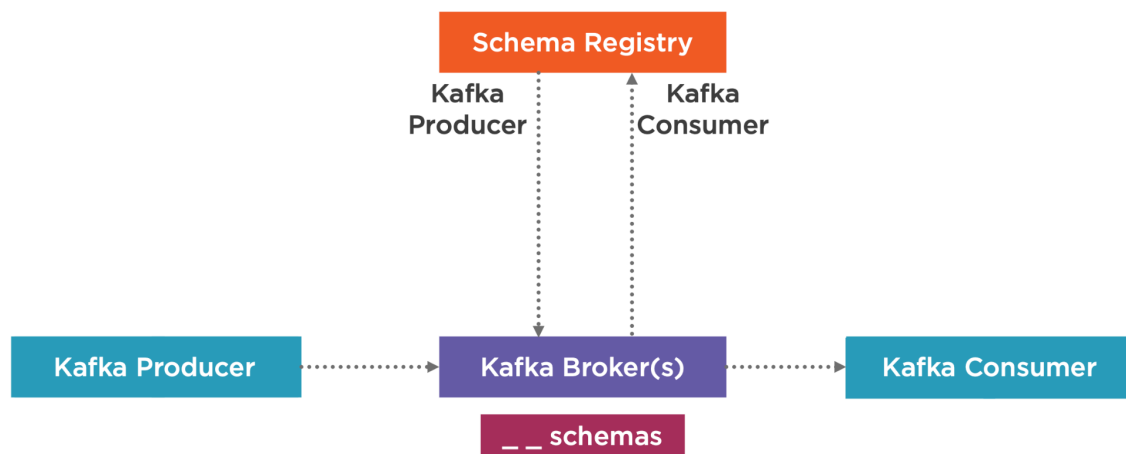 Schema Registry
Kafka
Producer
Kafka
Consumer
Kafka Producer
Kafka Broker(s)
Kafka Consumer
_ _ schemas